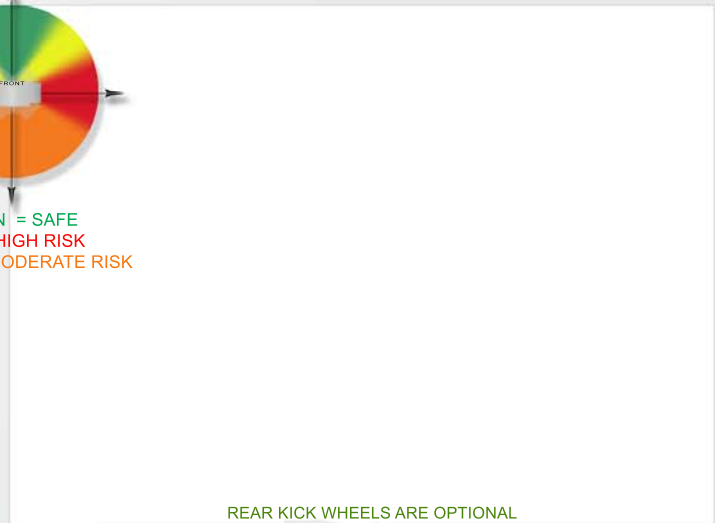 FRONT
N = SAFE
HIGH RISK
ODERATE RISK
REAR KICK WHEELS ARE OPTIONAL